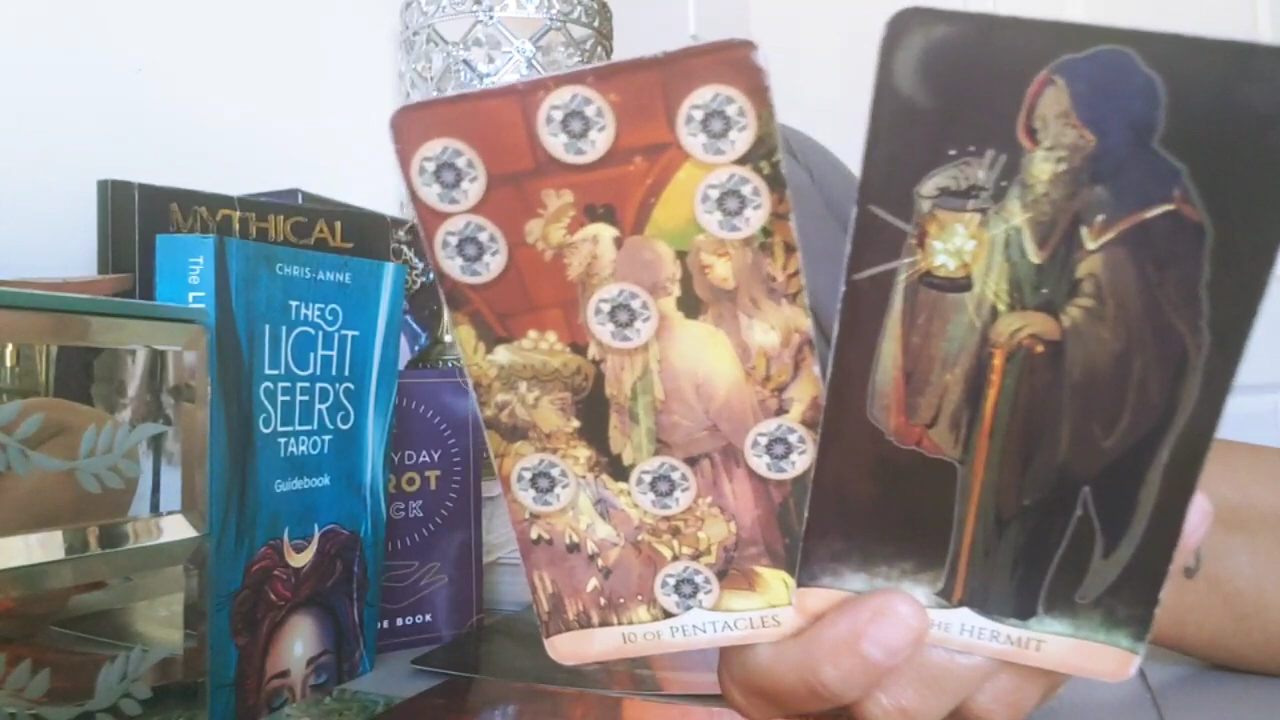 MYTHICAL
The LI
CHRIS-ANNE
THE
LIGHT
SEER'S
TAROT
Guidebook
YDAY
ROT
CK
DE BOOK
10 OF PENTACLES
HE HERMIT